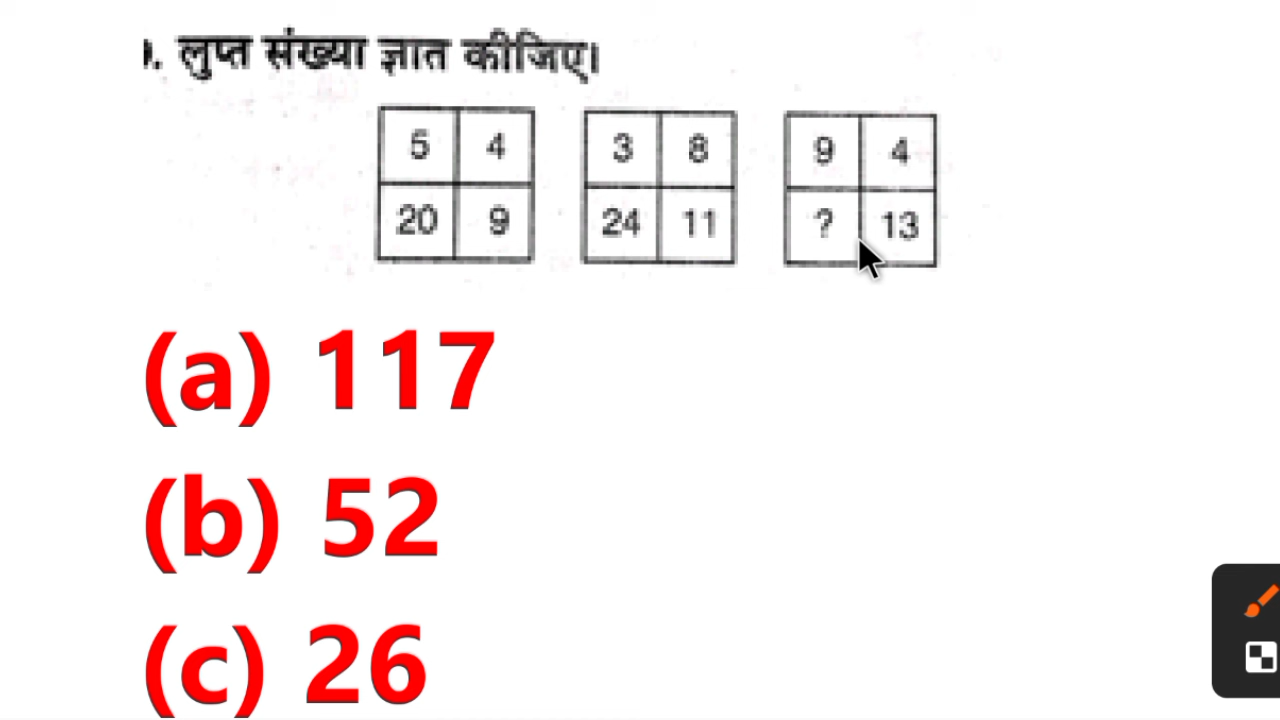 . लुप्त संख्या ज्ञात कीजिए।
5 4 3 8 9 4
20 9 24 11 ? 13
(a) 117
(b) 52
(c) 26